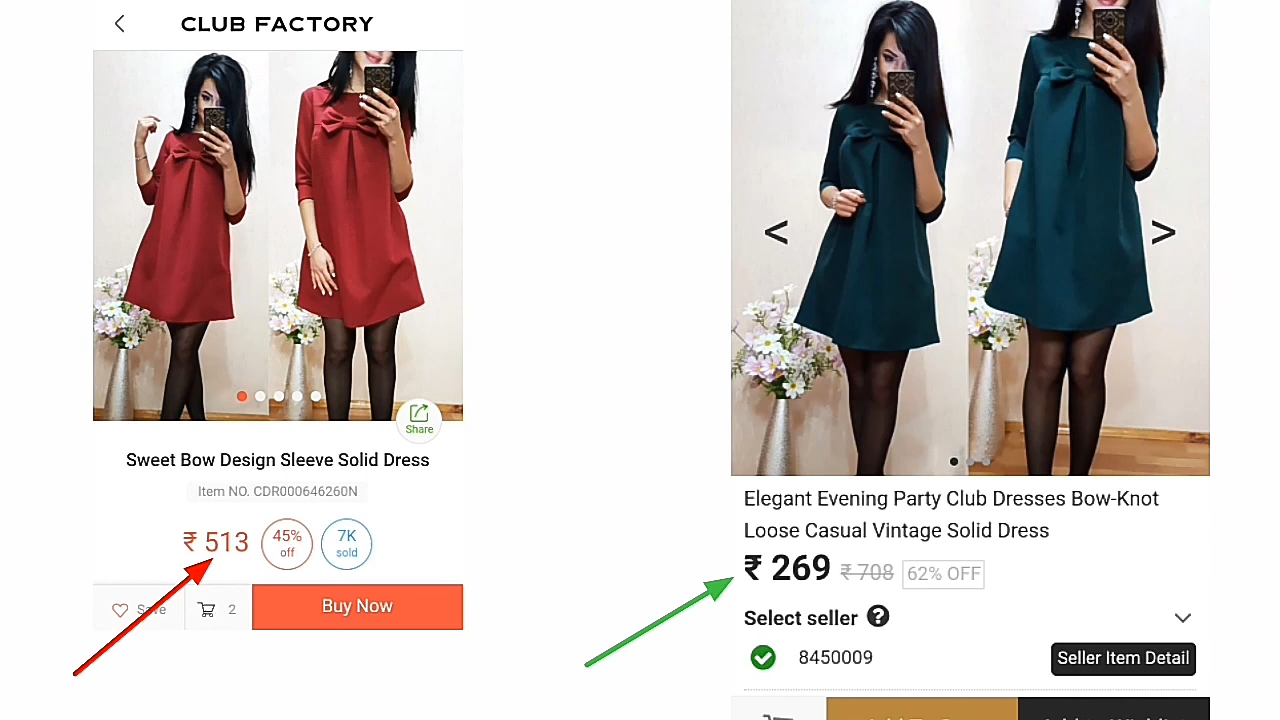 CLUB FACTORY
Share
Sweet Bow Design Sleeve Solid Dress
Item NO. CDR000646260N
₹ 513
45%
off
7K
sold
Save
2
Buy Now
<
>
Elegant Evening Party Club Dresses Bow-Knot
Loose Casual Vintage Solid Dress
₹ 269 ₹ 708 62% OFF
Select seller ?
8450009
Seller Item Detail